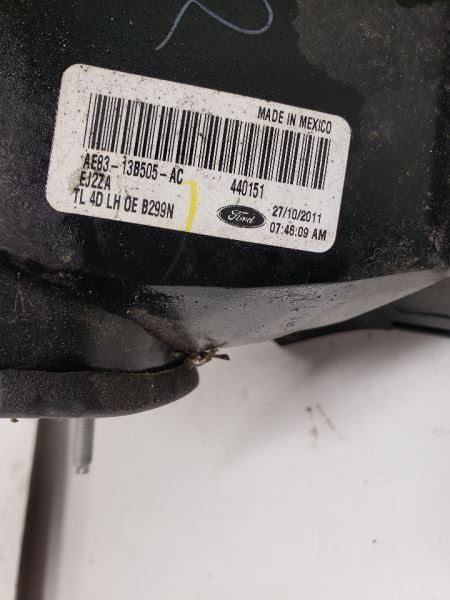 MADE IN MEXICO
AE83-13B505-AC
440151
EJ2ZA
TL 4D LH OE B299N
Ford
27/10/2011
07:46:09 AM